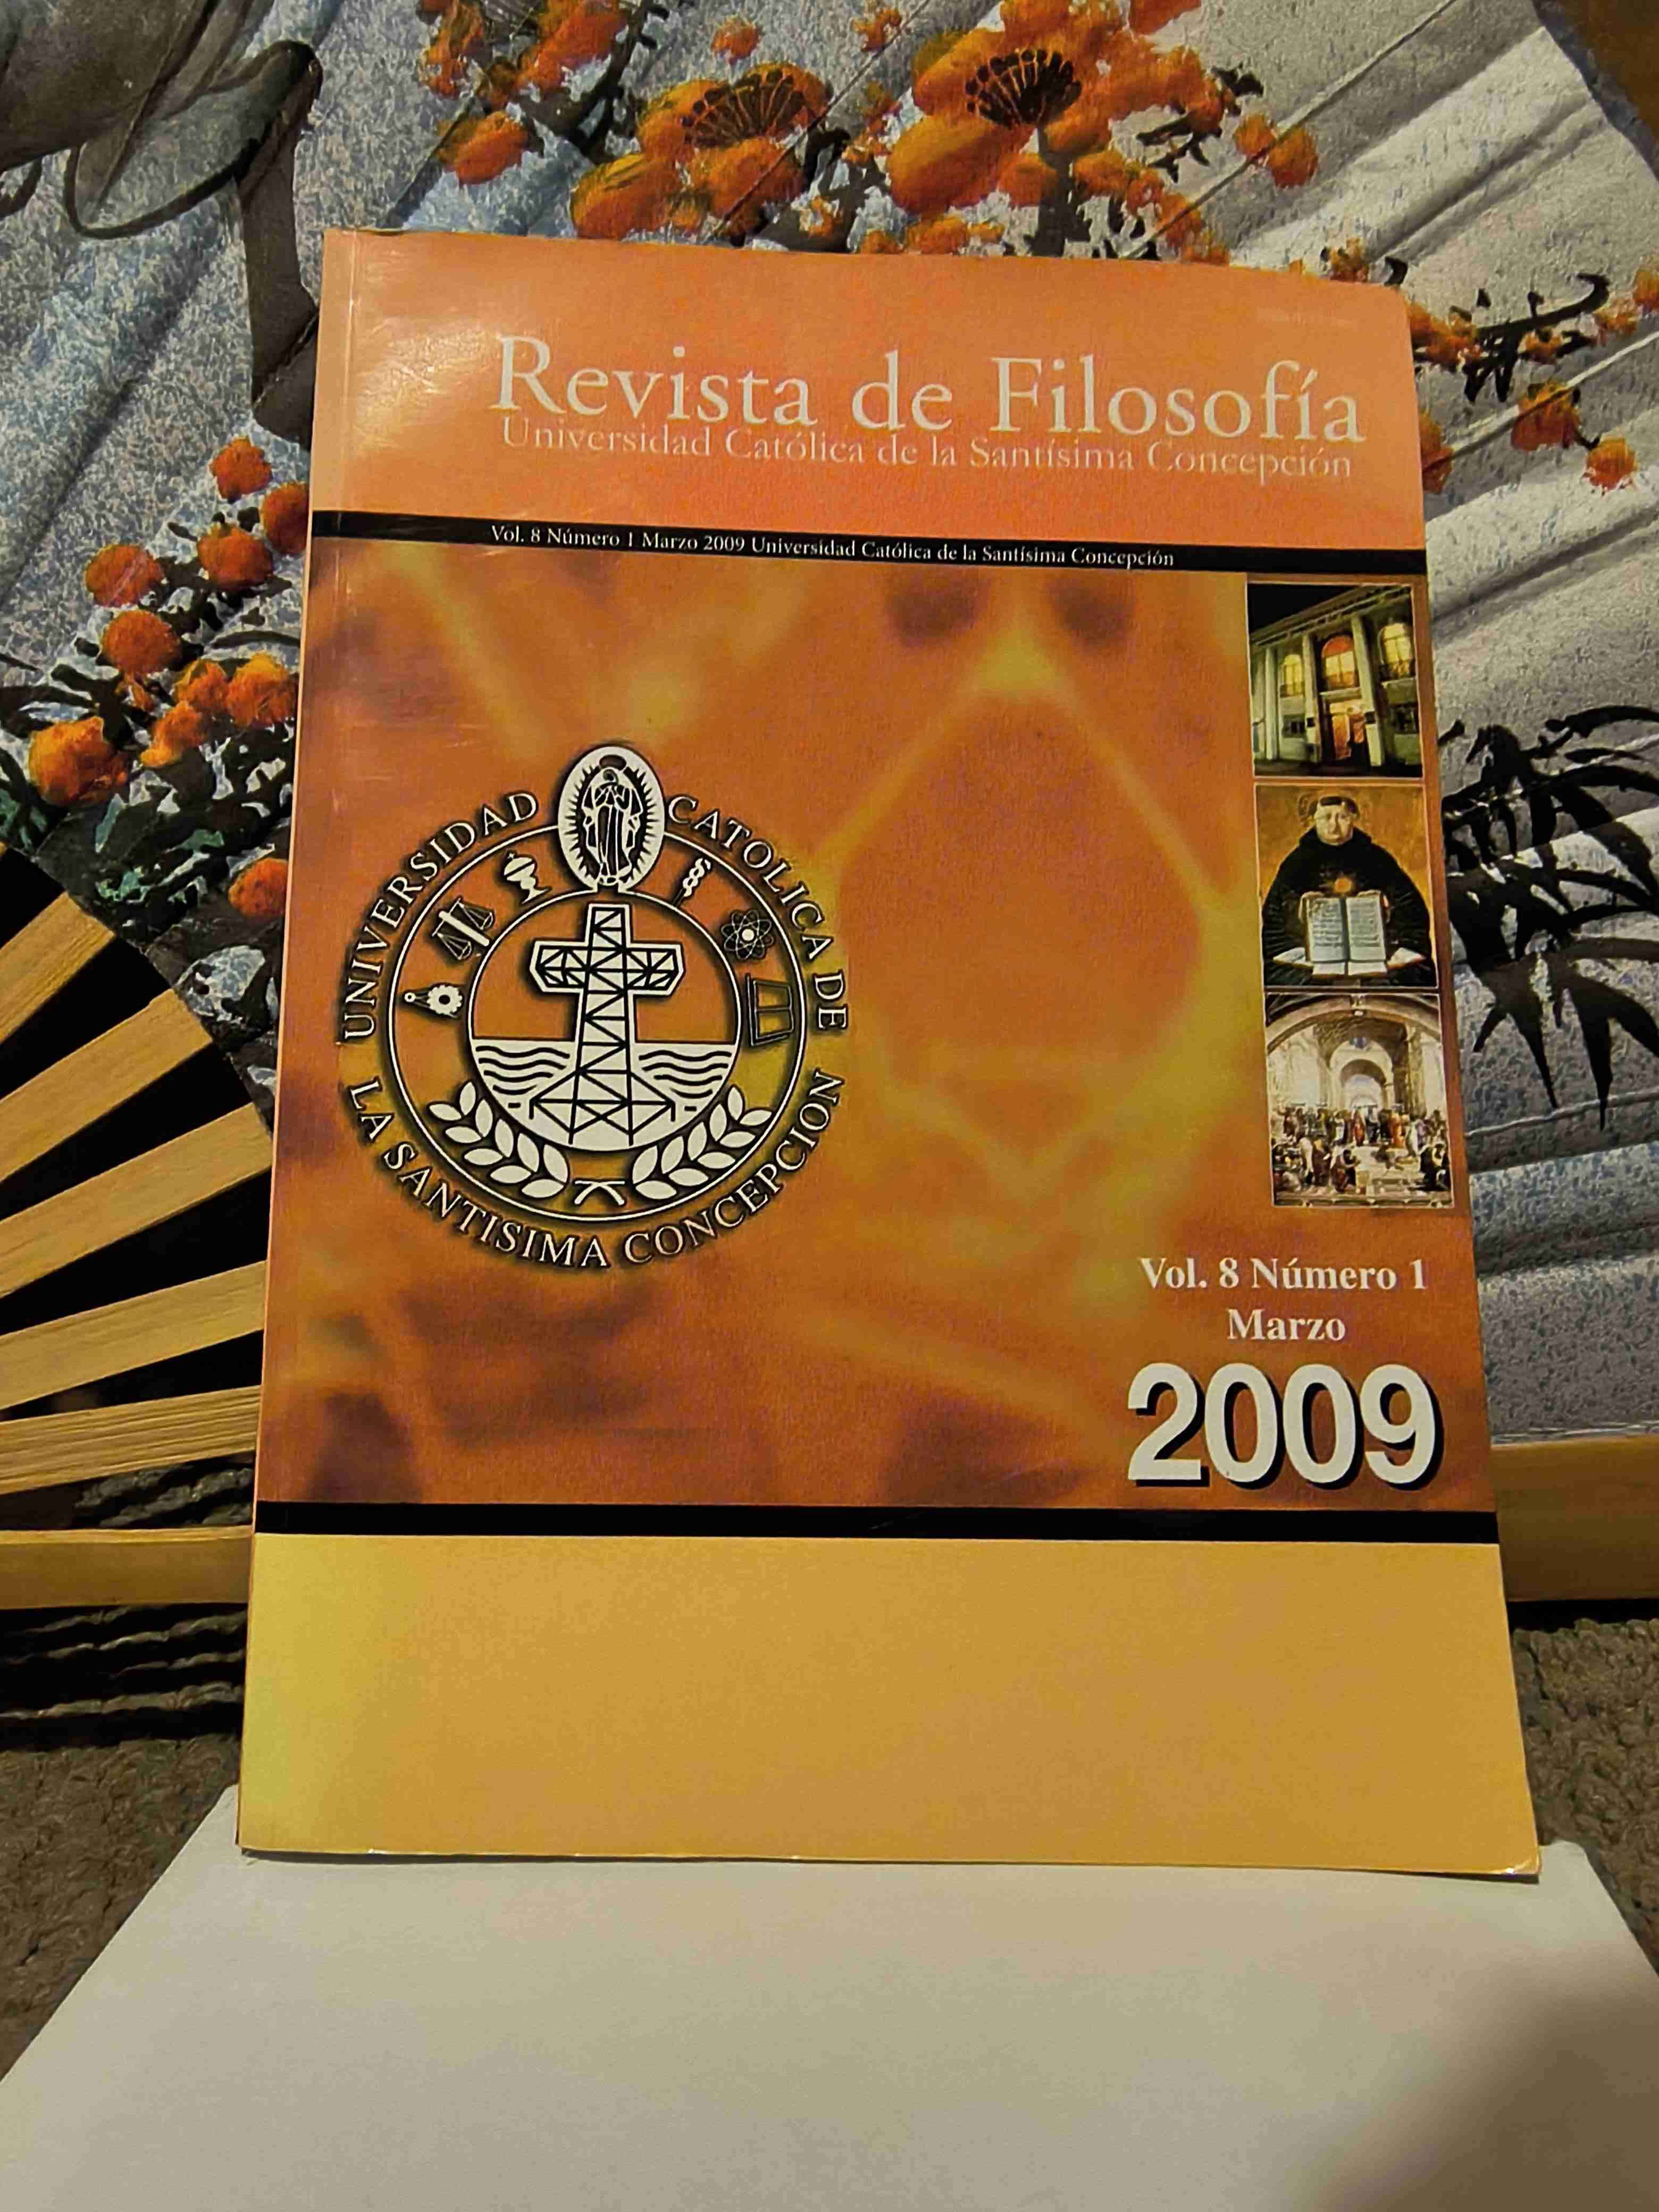 Revista de Filosofía
Universidad Católica de la Santísima Concepción
Vol. 8 Número 1 Marzo 2009 Universidad Católica de la Santísima Concepción
UNIVERSIDAD CATOLICA DE
LA SANTISIMA CONCEPCION
Vol. 8 Número 1
Marzo
2009